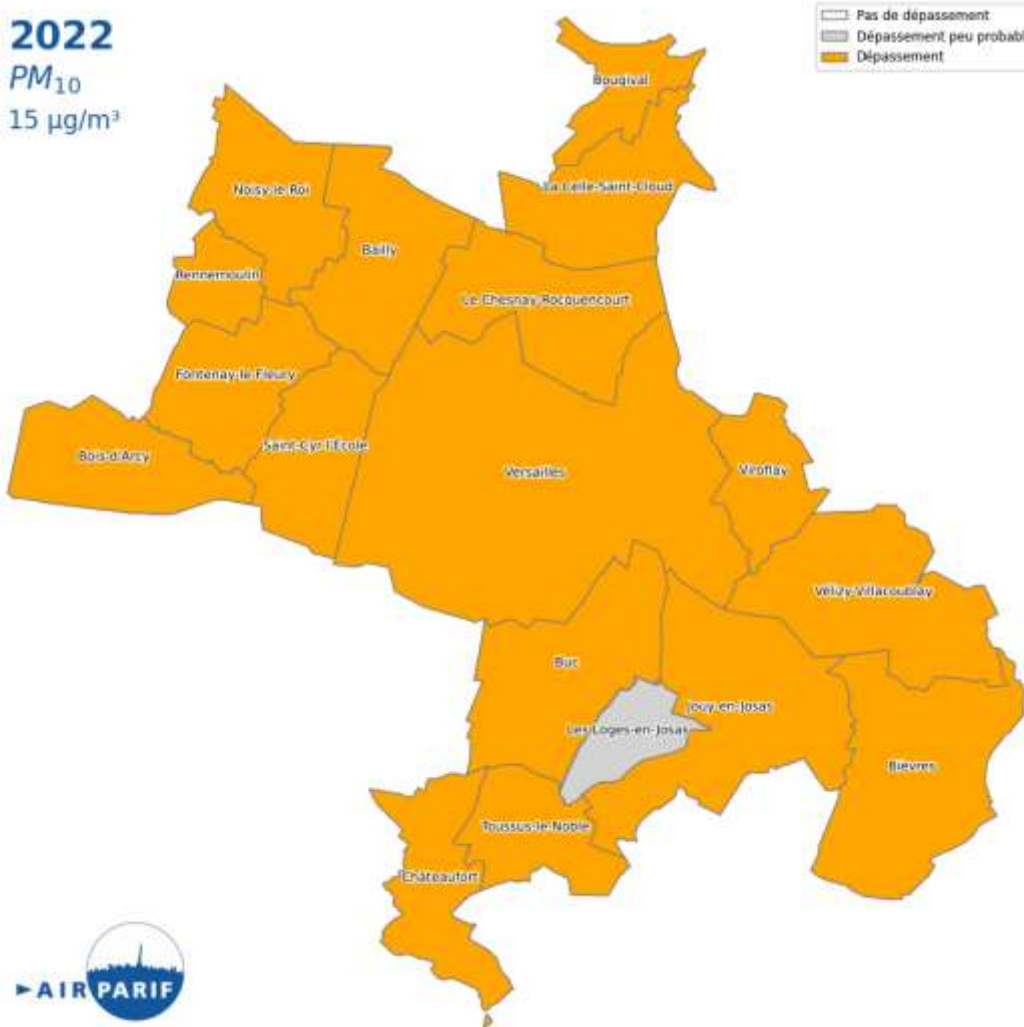 2022
PM10
15 µg/m³
Pas de dépassement
Dépassement peu probabl
Dépassement
Bougival
La Celle-Saint-Cloud
Noisy-le-Roi
Bailly
Rennemoulin
Le Chesnay-Rocquencourt
Fontenay-le-Fleury
Saint-Cyr-l'École
Bois-d'Arcy
Versailles
Viroflay
Vélizy-Villacoublay
Buc
Jouy-en-Josas
Les Loges-en-Josas
Bièvres
Toussus-le-Noble
Châteaufort
AIRPARIF